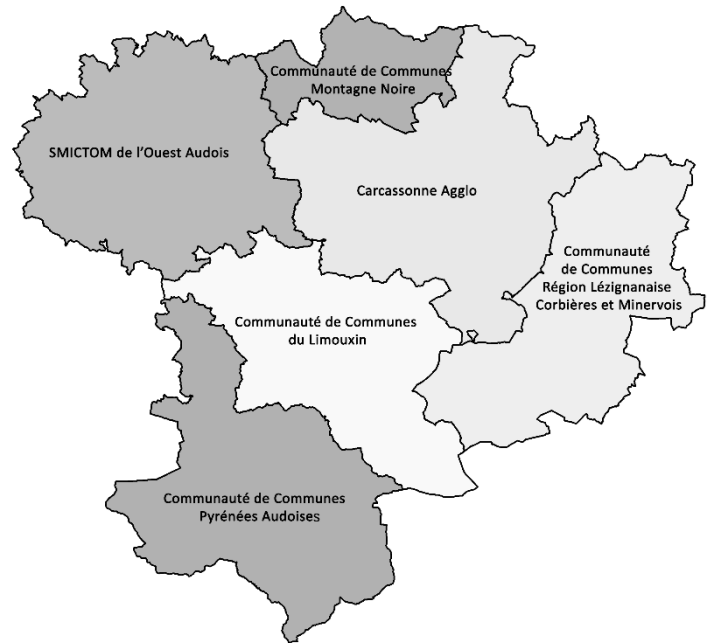 Communauté de Communes
Montagne Noire
SMICTOM de l'Ouest Audois
Carcassonne Agglo
Communauté
de Communes
Région Lézignanaise
Corbières et Minervois
Communauté de Communes
du Limouxin
Communauté de Communes
Pyrénées Audoises